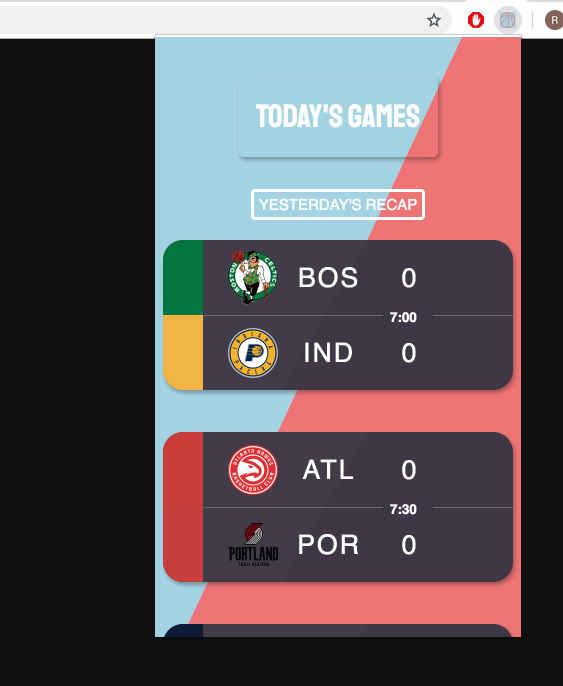 R
TODAY'S GAMES
YESTERDAY'S RECAP
BOSTON CELTICS
BOS 0
7:00
INDIANA PACERS
IND 0
ATLANTA HAWKS
BASKETBALL CLUB
ATL 0
7:30
PORTLAND
TRAIL BLAZERS
POR 0